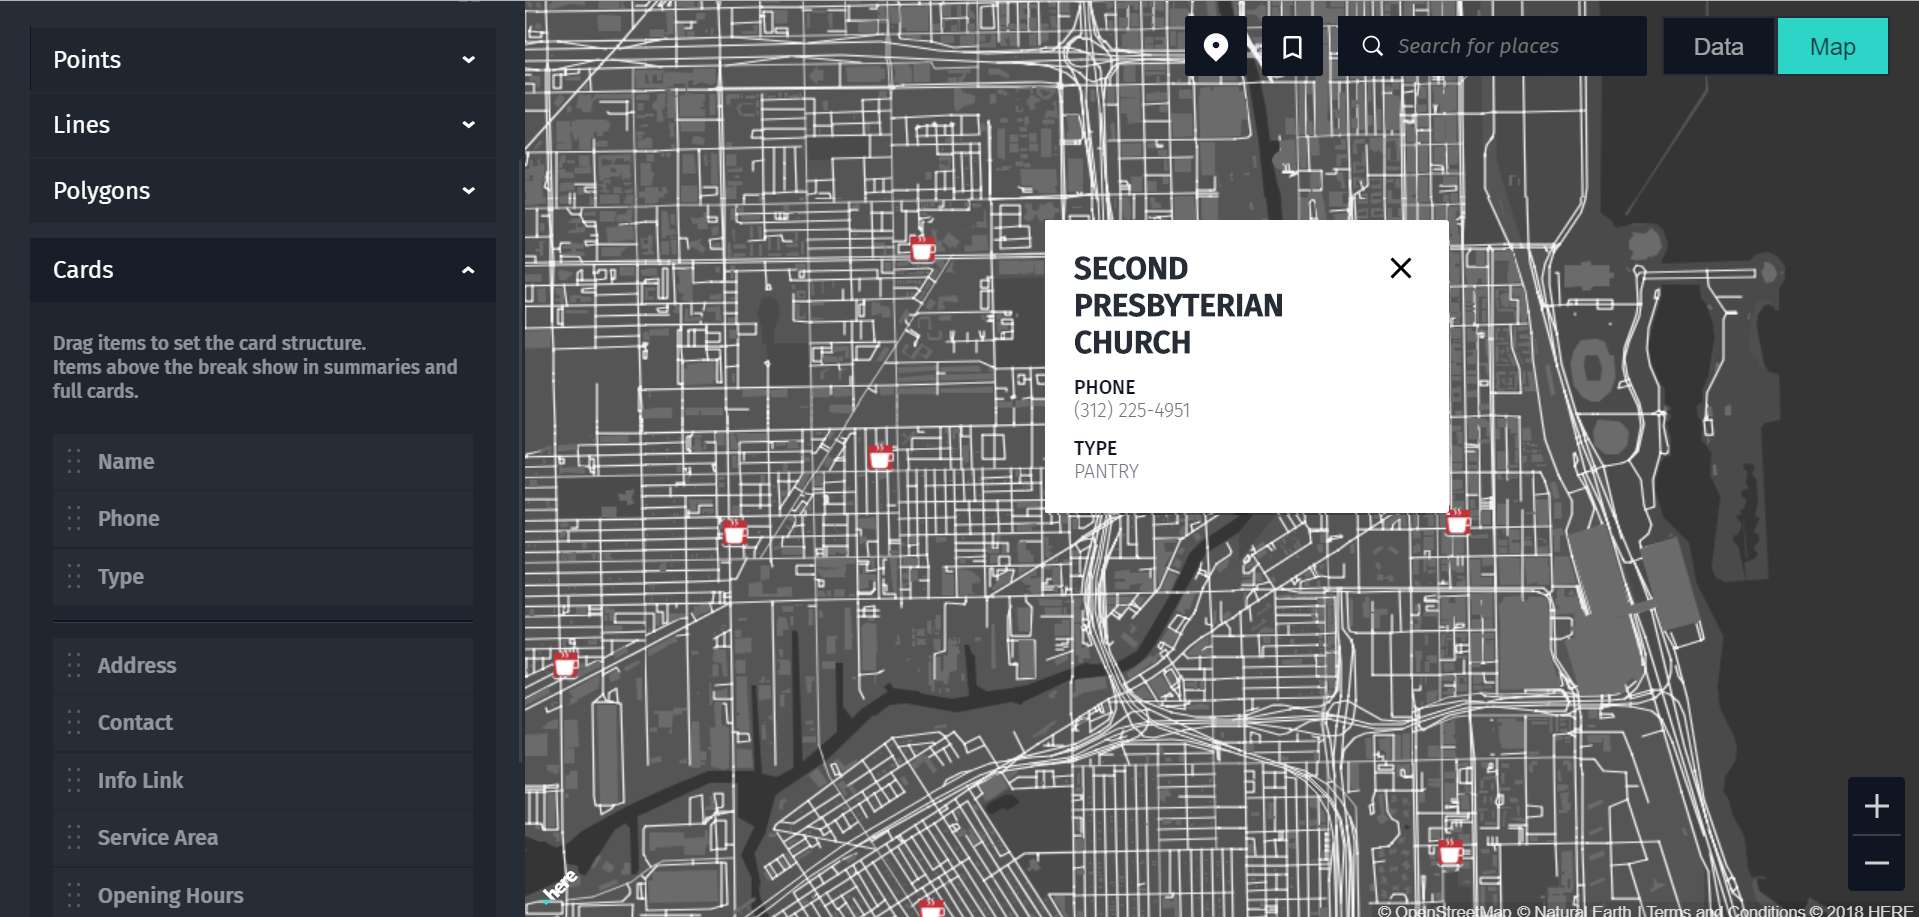 Points
Lines
Polygons
Cards
Drag items to set the card structure.
Items above the break show in summaries and
full cards.
Name
Phone
Type
Address
Contact
Info Link
Service Area
Opening Hours
Search for places
Data
Map
SECOND
PRESBYTERIAN
CHURCH
PHONE
(312) 225-4951
TYPE
PANTRY
here
© OpenStreetMap © Natural Earth | Terms and Conditions © 2018 HERE